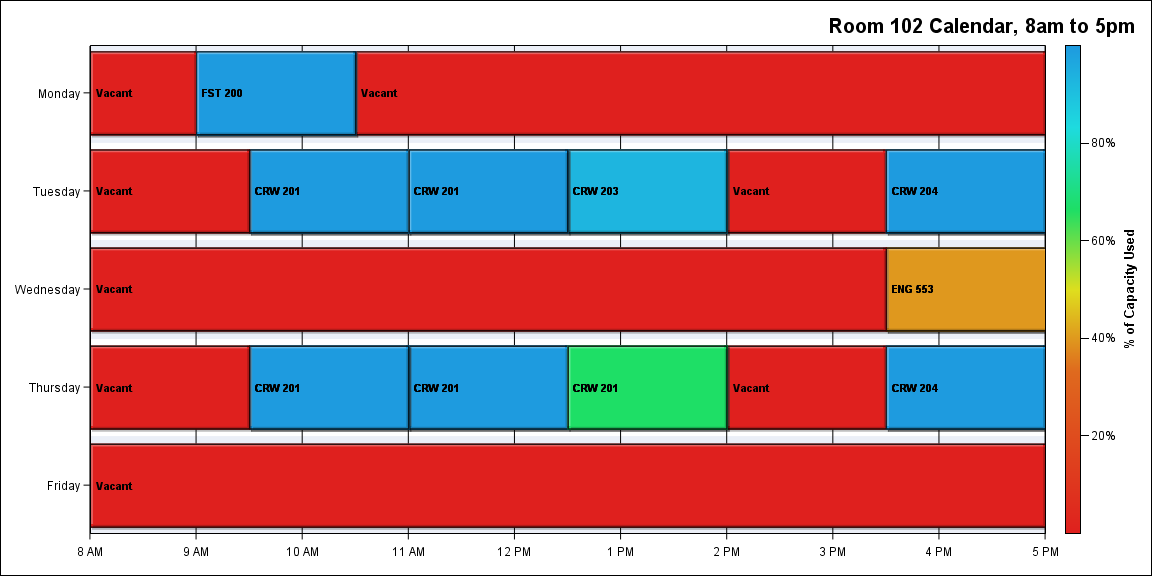 Room 102 Calendar, 8am to 5pm
Monday
Vacant
FST 200
Vacant
Tuesday
Vacant
CRW 201
CRW 201
CRW 203
Vacant
CRW 204
Wednesday
Vacant
ENG 553
Thursday
Vacant
CRW 201
CRW 201
CRW 201
Vacant
CRW 204
Friday
Vacant
8 AM
9 AM
10 AM
11 AM
12 PM
1 PM
2 PM
3 PM
4 PM
5 PM
80%
60%
40%
20%
% of Capacity Used